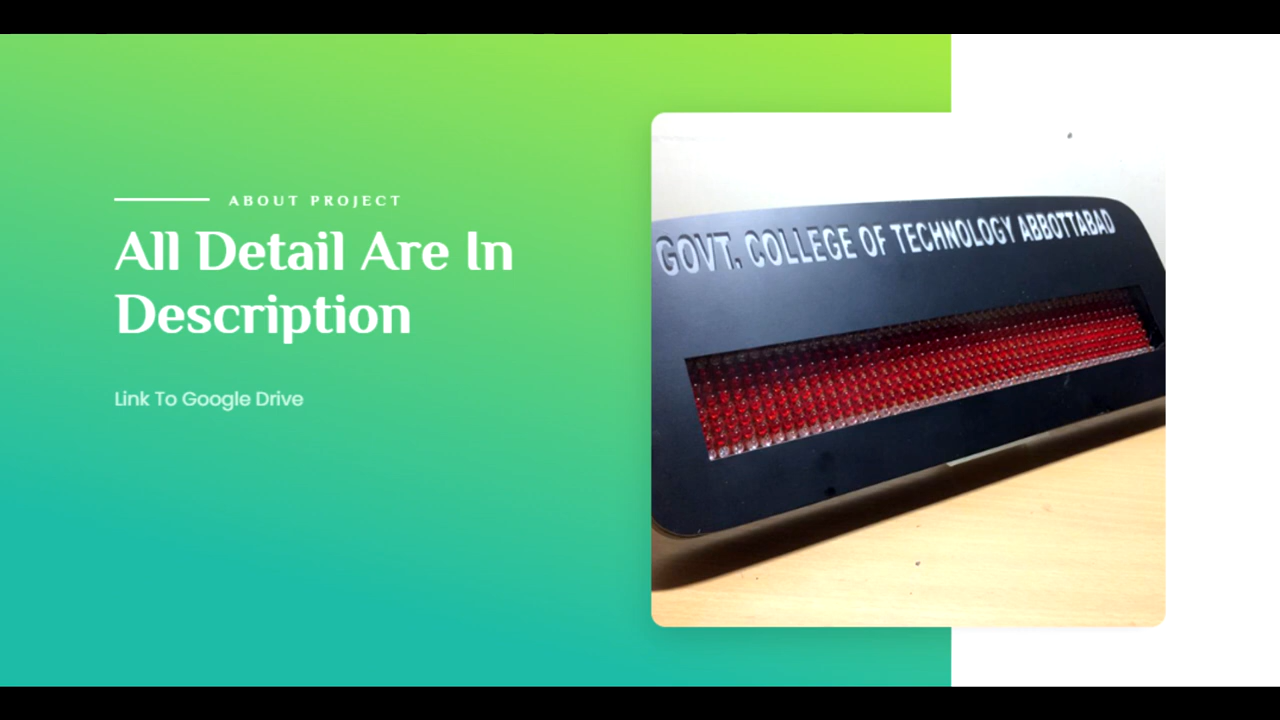 ABOUT PROJECT
All Detail Are In
Description
Link To Google Drive
GOVT. COLLEGE OF TECHNOLOGY ABBOTTABAD